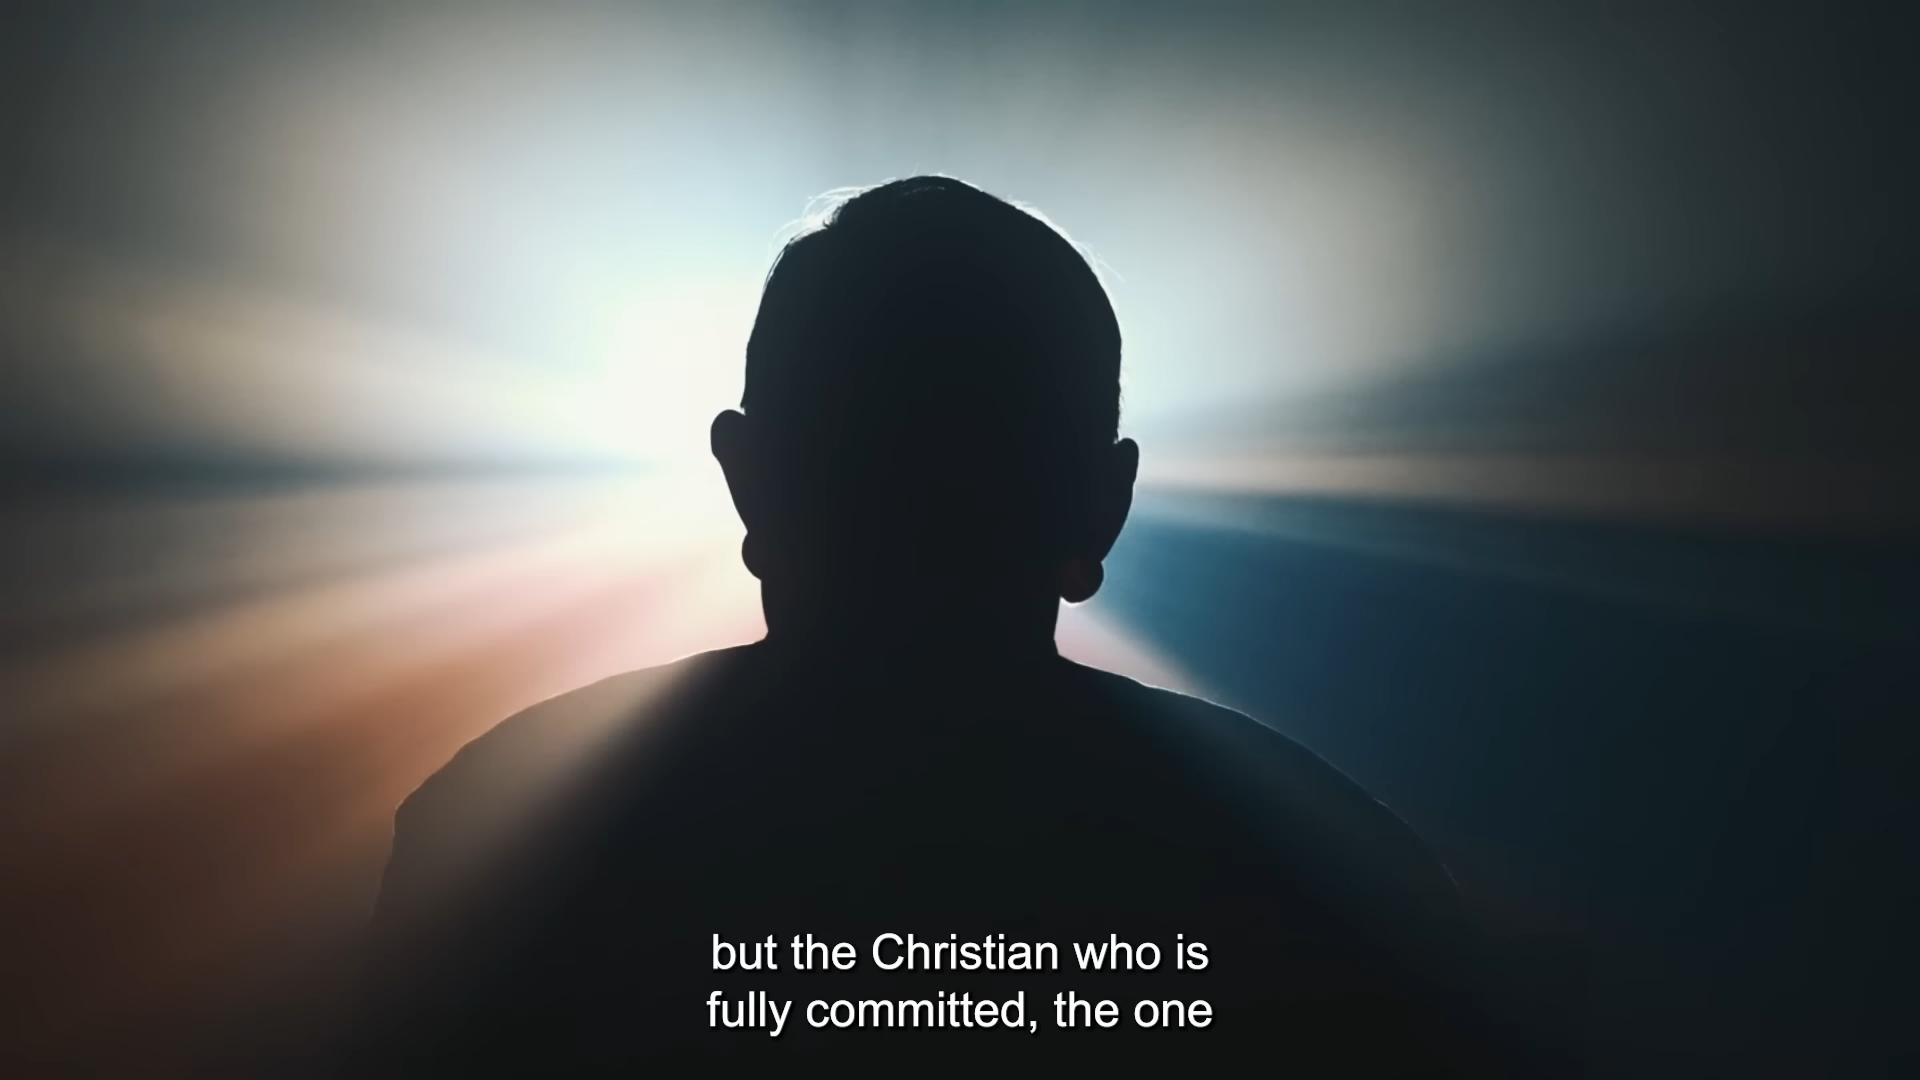 but the Christian who is
fully committed, the one